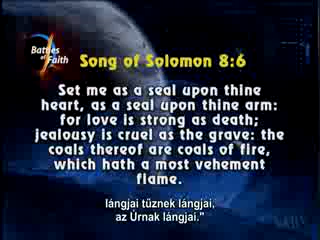 Battles
of Faith
Song of Solomon 8:6
Set me as a seal upon thine
heart, as a seal upon thine arm:
for love is strong as death;
jealousy is cruel as the grave: the
coals thereof are coals of fire,
which hath a most vehement
flame.
lángjai tűznek lángjai,
az Úrnak lángjai."